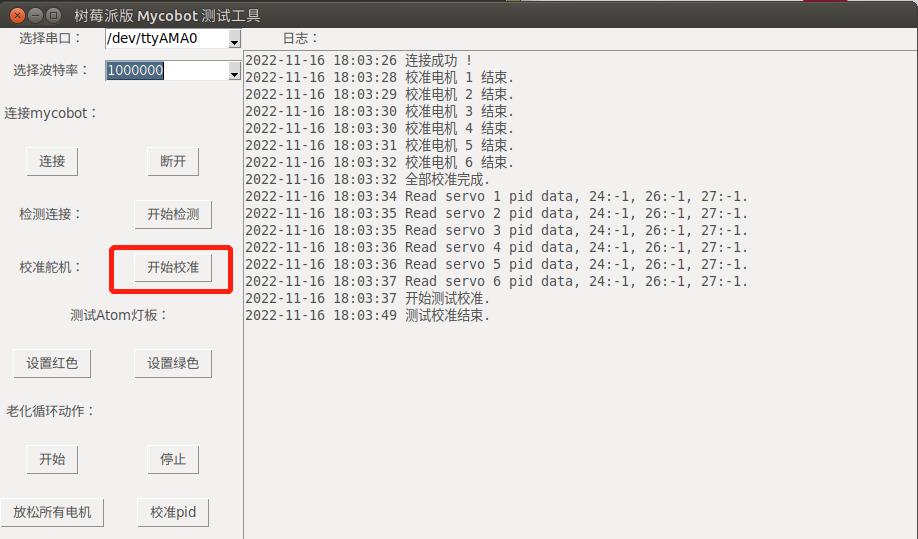 树莓派版 Mycobot 测试工具
选择串口： /dev/ttyAMA0
选择波特率： 1000000
连接mycobot：
连接 断开
检测连接： 开始检测
校准舵机： 开始校准
测试Atom灯板：
设置红色 设置绿色
老化循环动作：
开始 停止
放松所有电机 校准pid
日志：
2022-11-16 18:03:26 连接成功 !
2022-11-16 18:03:28 校准电机 1 结束.
2022-11-16 18:03:29 校准电机 2 结束.
2022-11-16 18:03:30 校准电机 3 结束.
2022-11-16 18:03:30 校准电机 4 结束.
2022-11-16 18:03:31 校准电机 5 结束.
2022-11-16 18:03:32 校准电机 6 结束.
2022-11-16 18:03:32 全部校准完成.
2022-11-16 18:03:34 Read servo 1 pid data, 24:-1, 26:-1, 27:-1.
2022-11-16 18:03:35 Read servo 2 pid data, 24:-1, 26:-1, 27:-1.
2022-11-16 18:03:35 Read servo 3 pid data, 24:-1, 26:-1, 27:-1.
2022-11-16 18:03:36 Read servo 4 pid data, 24:-1, 26:-1, 27:-1.
2022-11-16 18:03:36 Read servo 5 pid data, 24:-1, 26:-1, 27:-1.
2022-11-16 18:03:37 Read servo 6 pid data, 24:-1, 26:-1, 27:-1.
2022-11-16 18:03:37 开始测试校准.
2022-11-16 18:03:49 测试校准结束.